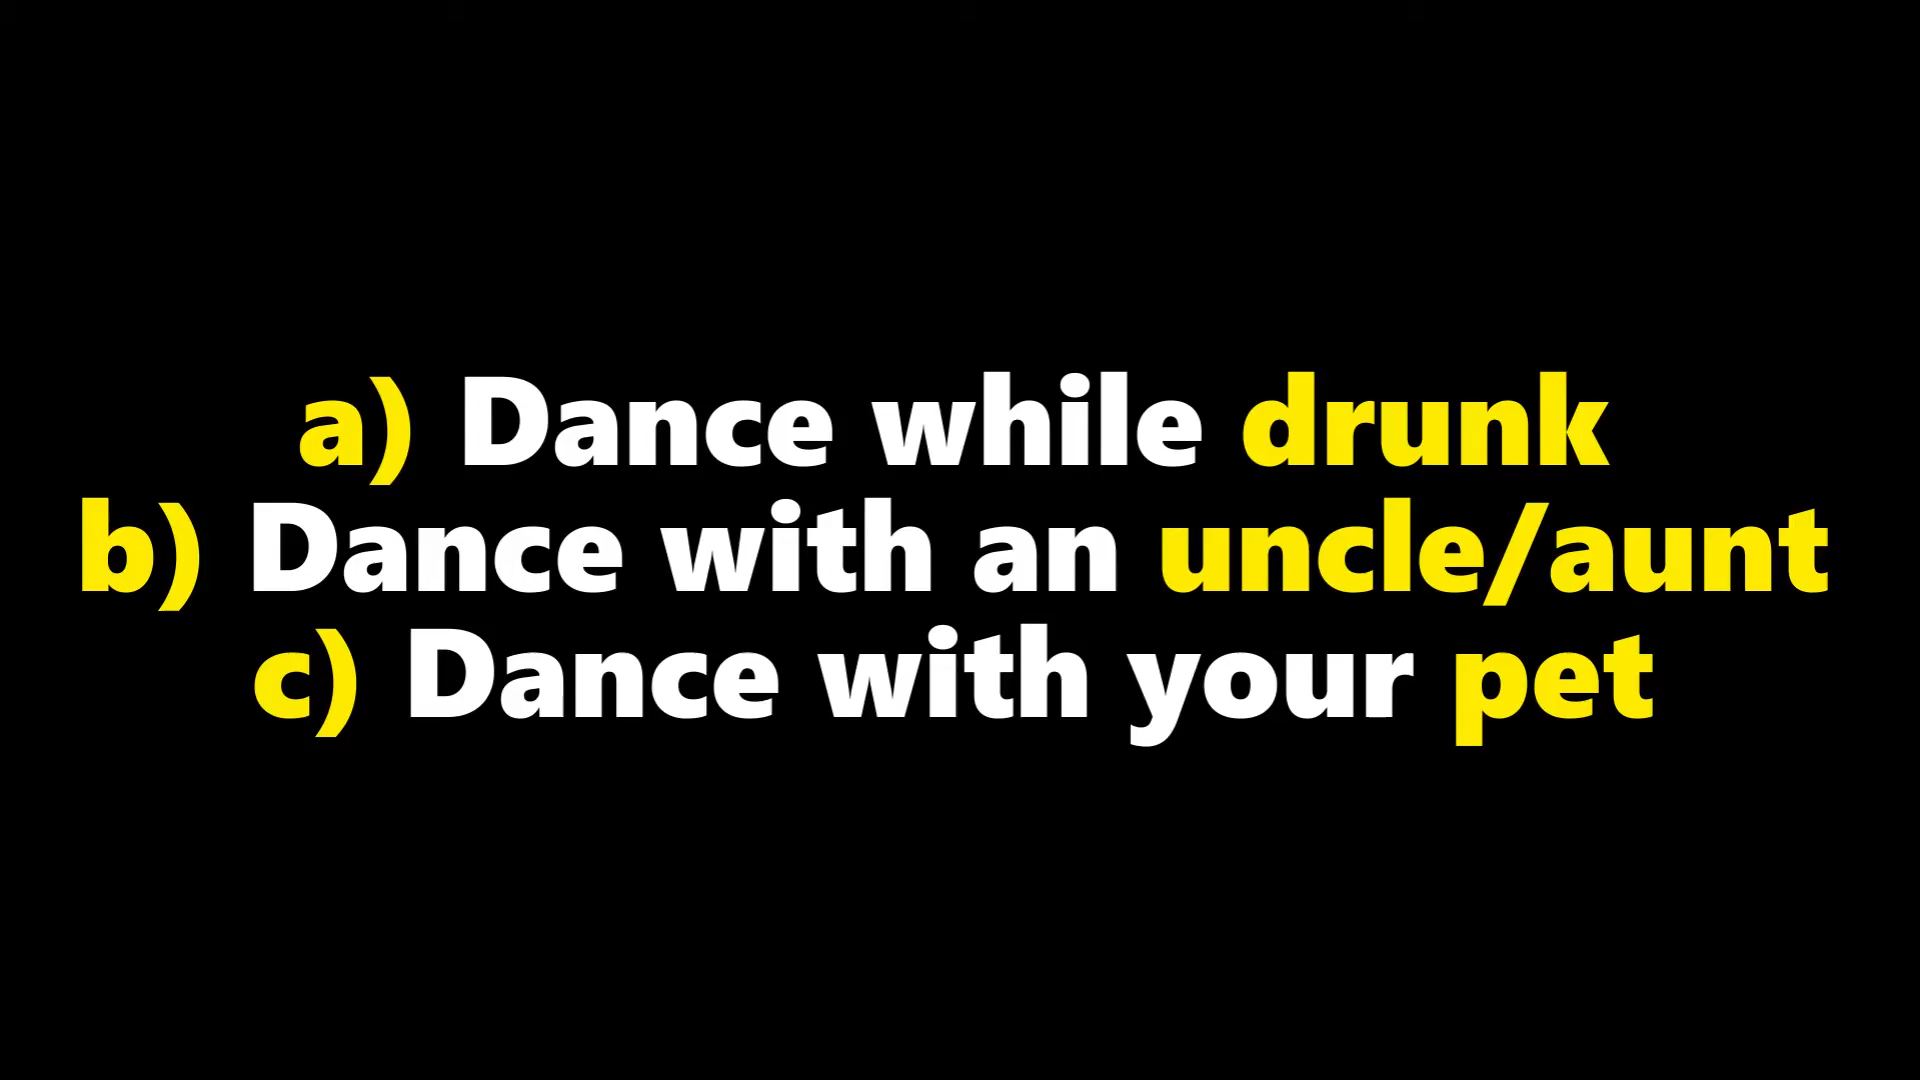 a) Dance while drunk
b) Dance with an uncle/aunt
c) Dance with your pet